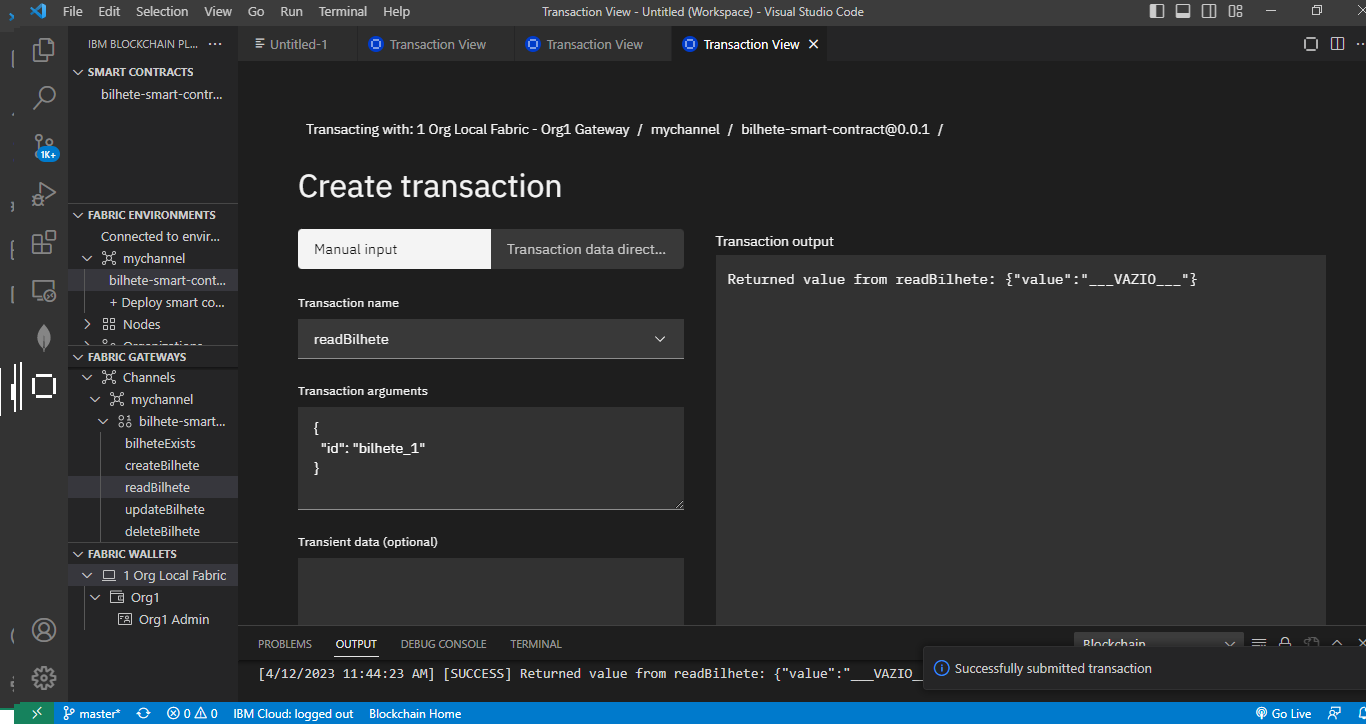 File Edit Selection View Go Run Terminal Help
Transaction View - Untitled (Workspace) - Visual Studio Code
IBM BLOCKCHAIN PL... ···
SMART CONTRACTS
bilhete-smart-contr...
1K+
FABRIC ENVIRONMENTS
Connected to envir...
mychannel
bilhete-smart-cont...
+ Deploy smart co...
Nodes
FABRIC GATEWAYS
Channels
mychannel
bilhete-smart...
bilheteExists
createBilhete
readBilhete
updateBilhete
deleteBilhete
FABRIC WALLETS
1 Org Local Fabric
Org1
Org1 Admin
Untitled-1 Transaction View Transaction View Transaction View
Transacting with: 1 Org Local Fabric - Org1 Gateway / mychannel / bilhete-smart-contract@0.0.1 /
Create transaction
Manual input Transaction data direct...
Transaction name
readBilhete
Transaction arguments
{
"id": "bilhete_1"
}
Transient data (optional)
Transaction output
Returned value from readBilhete: {"value":"___VAZIO___"}
PROBLEMS OUTPUT DEBUG CONSOLE TERMINAL
Blockchain
[4/12/2023 11:44:23 AM] [SUCCESS] Returned value from readBilhete: {"value":"___VAZIO__
Successfully submitted transaction
master* 0 0 IBM Cloud: logged out Blockchain Home Go Live